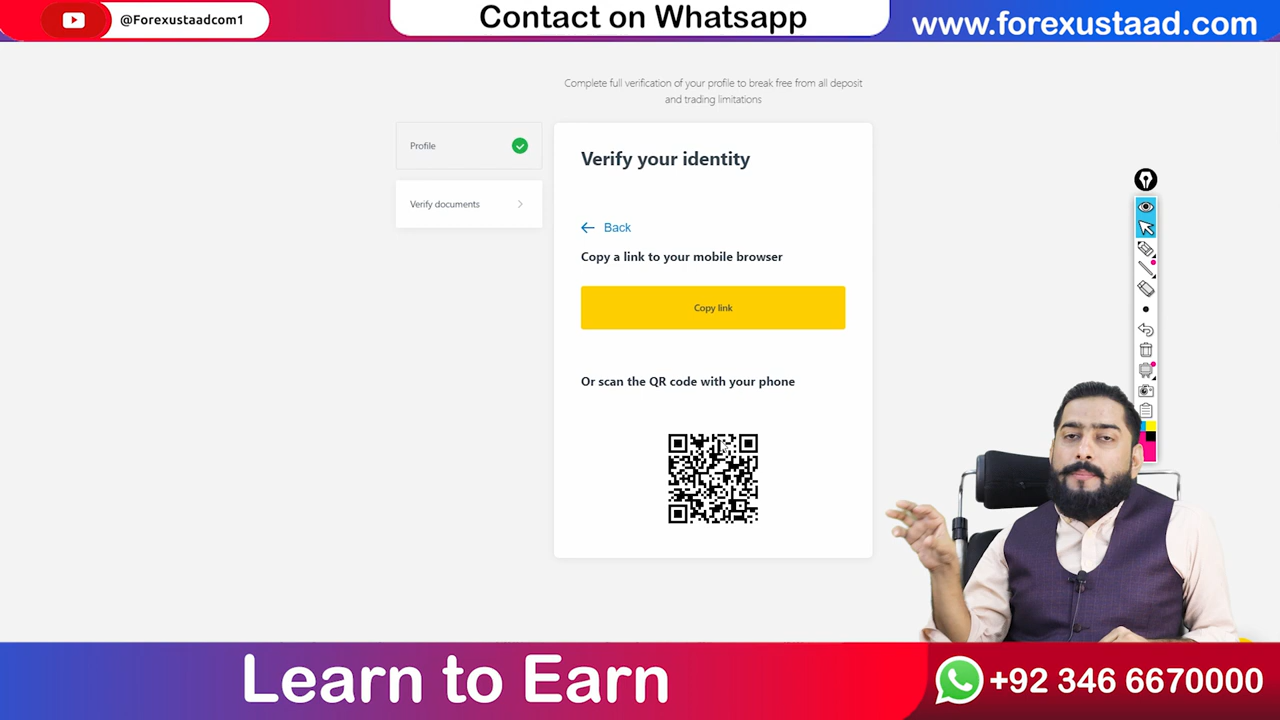 @Forexustaadcom1
Contact on Whatsapp
www.forexustaad.com
Complete full verification of your profile to break free from all deposit
and trading limitations
Profile
Verify documents
Verify your identity
Back
Copy a link to your mobile browser
Copy link
Or scan the QR code with your phone
Learn to Earn
+92 346 6670000